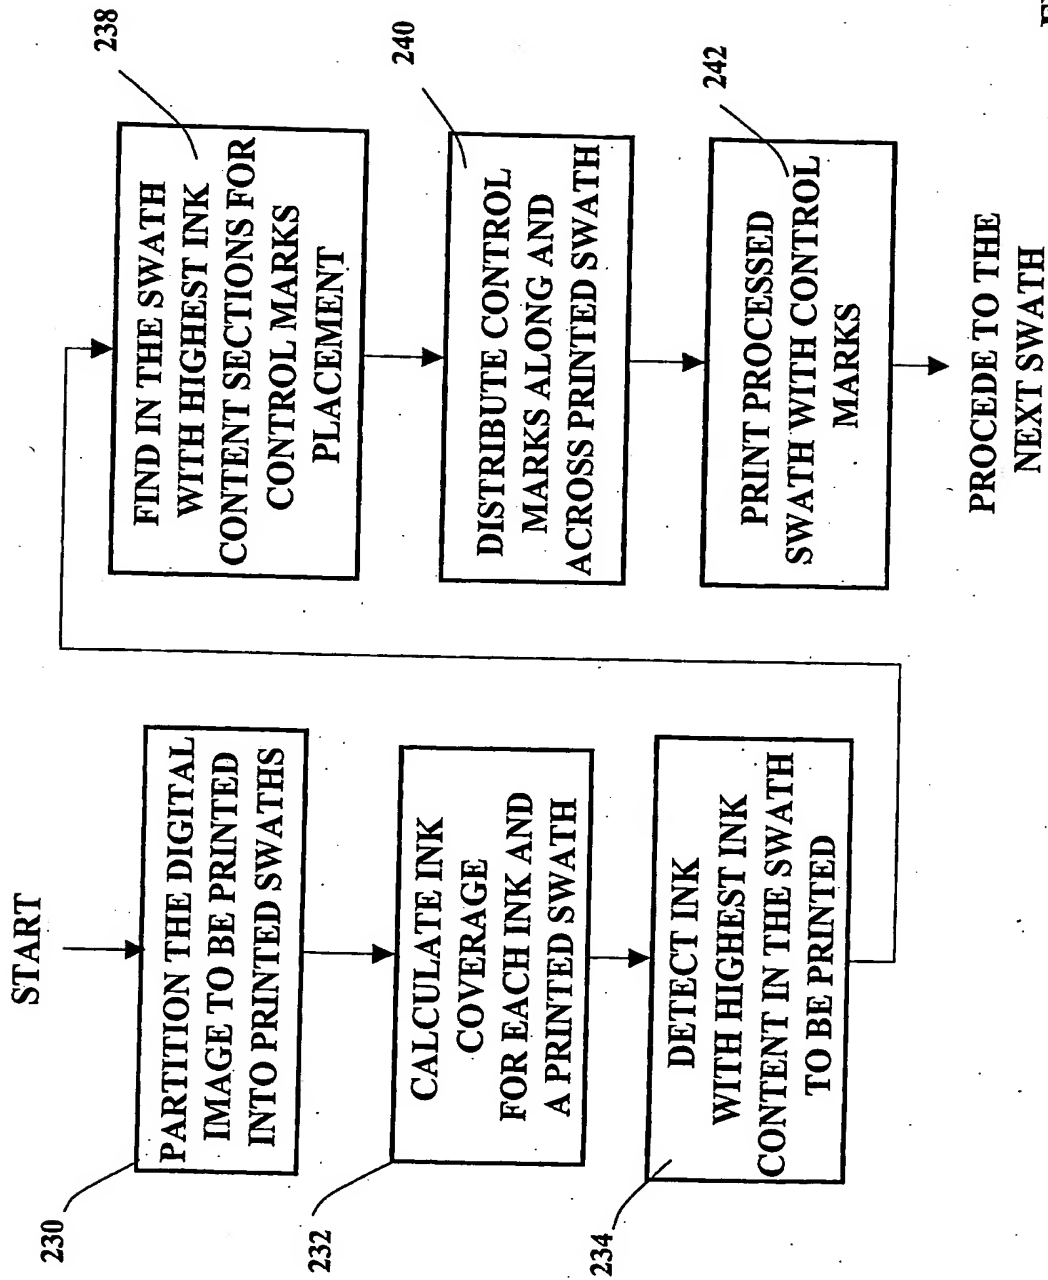 START
230
PARTITION THE DIGITAL
IMAGE TO BE PRINTED
INTO PRINTED SWATHS
232
CALCULATE INK
COVERAGE
FOR EACH INK AND
A PRINTED SWATH
234
DETECT INK
WITH HIGHEST INK
CONTENT IN THE SWATH
TO BE PRINTED
238
FIND IN THE SWATH
WITH HIGHEST INK
CONTENT SECTIONS FOR
CONTROL MARKS
PLACEMENT
240
DISTRIBUTE CONTROL
MARKS ALONG AND
ACROSS PRINTED SWATH
242
PRINT PROCESSED
SWATH WITH CONTROL
MARKS
PROCEDE TO THE
NEXT SWATH